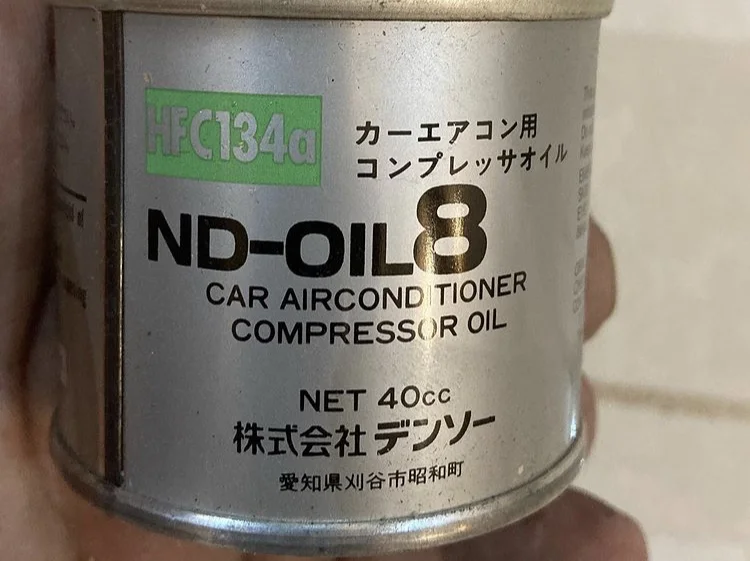 HFC134a
カーエアコン用
コンプレッサオイル
ND-OIL8
CAR AIRCONDITIONER
COMPRESSOR OIL
NET 40cc
株式会社 デンソー
愛知県刈谷市昭和町